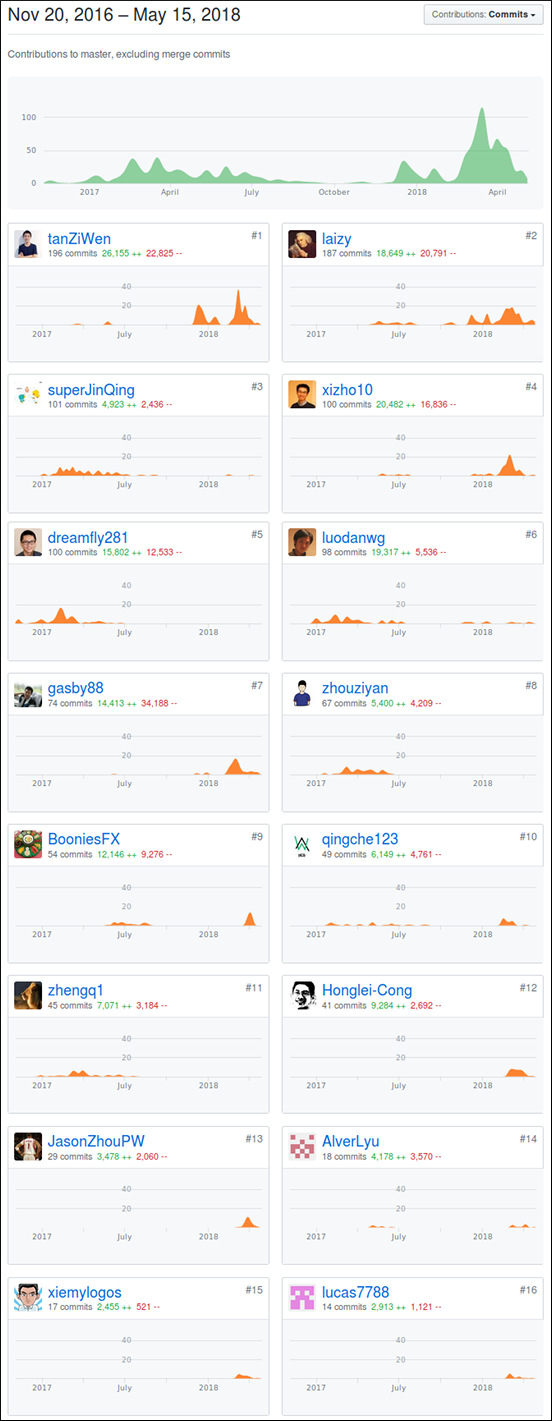 Nov 20, 2016 – May 15, 2018
Contributions: Commits
Contributions to master, excluding merge commits
100
50
0
2017 April July October 2018 April
tanZiWen #1
196 commits 26,155 ++ 22,825 --
40
20
2017 July 2018
laizy #2
187 commits 18,649 ++ 20,791 --
40
20
2017 July 2018
superJinQing #3
101 commits 4,923 ++ 2,436 --
40
20
2017 July 2018
xizho10 #4
100 commits 20,482 ++ 16,836 --
40
20
2017 July 2018
dreamfly281 #5
100 commits 15,802 ++ 12,533 --
40
20
2017 July 2018
luodanwg #6
98 commits 19,317 ++ 5,536 --
40
20
2017 July 2018
gasby88 #7
74 commits 14,413 ++ 34,188 --
40
20
2017 July 2018
zhouziyan #8
67 commits 5,400 ++ 4,209 --
40
20
2017 July 2018
BooniesFX #9
54 commits 12,146 ++ 9,276 --
40
20
2017 July 2018
qingche123 #10
49 commits 6,149 ++ 4,761 --
40
20
2017 July 2018
zhengq1 #11
45 commits 7,071 ++ 3,184 --
40
20
2017 July 2018
Honglei-Cong #12
41 commits 9,284 ++ 2,692 --
40
20
2017 July 2018
JasonZhouPW #13
29 commits 3,478 ++ 2,060 --
40
20
2017 July 2018
AlverLyu #14
18 commits 4,178 ++ 3,570 --
40
20
2017 July 2018
xiemylogos #15
17 commits 2,455 ++ 521 --
40
20
2017 July 2018
lucas7788 #16
14 commits 2,913 ++ 1,121 --
40
20
2017 July 2018